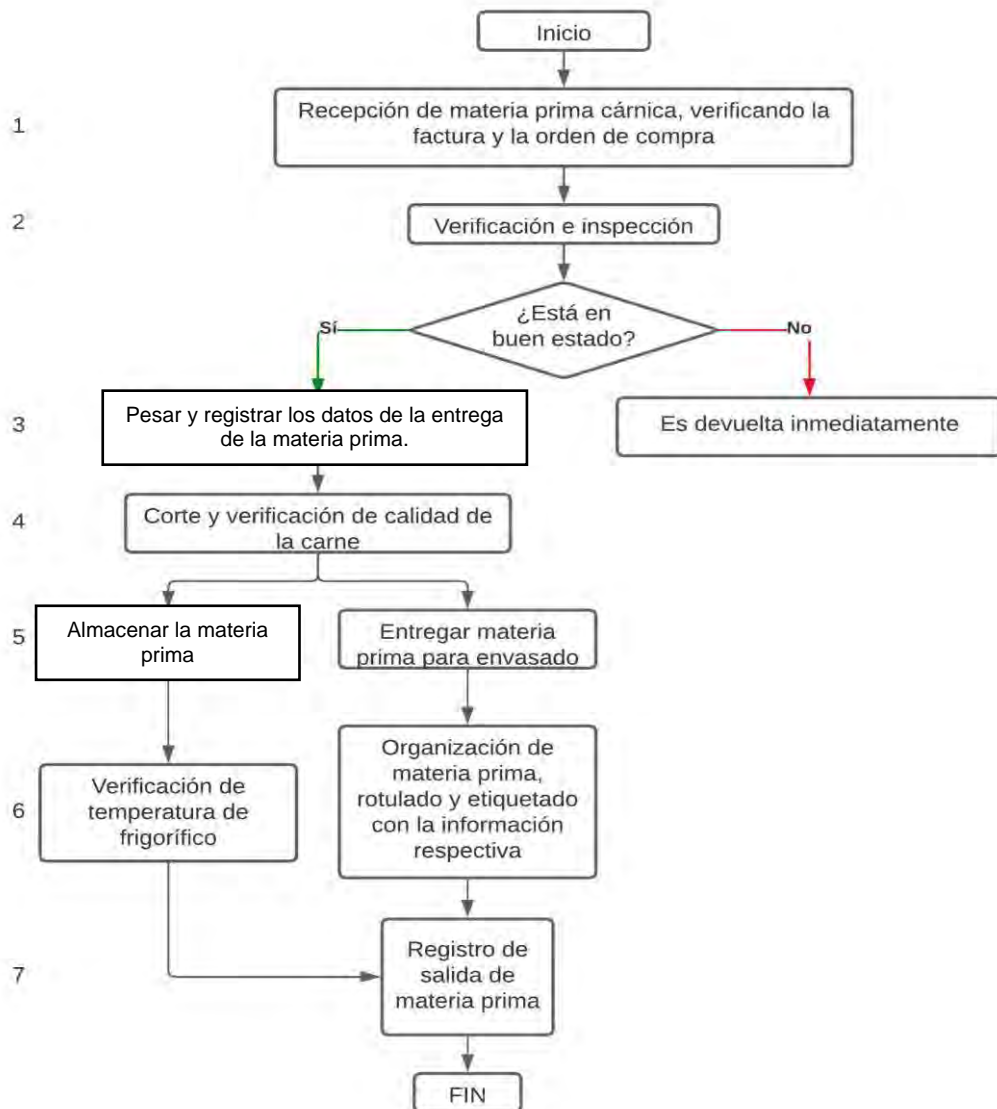 Inicio
1
Recepción de materia prima cárnica, verificando la
factura y la orden de compra
2
Verificación e inspección
¿Está en
buen estado?
Sí
No
3
Pesar y registrar los datos de la entrega
de la materia prima.
Es devuelta inmediatamente
4
Corte y verificación de calidad de
la carne
5
Almacenar la materia
prima
Entregar materia
prima para envasado
6
Verificación de
temperatura de
frigorífico
Organización de
materia prima,
rotulado y etiquetado
con la información
respectiva
7
Registro de
salida de
materia prima
FIN